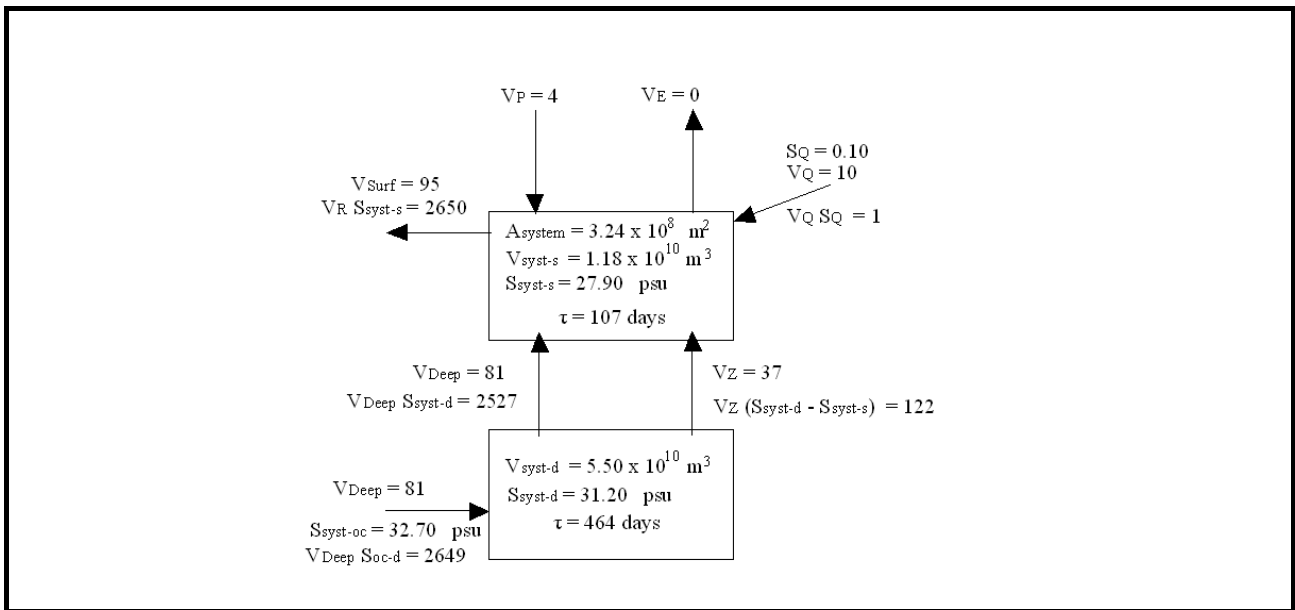 VP = 4
VE = 0
SQ = 0.10
VQ = 10
VQ SQ = 1
VSurf = 95
VR Ssyst-s = 2650
Asystem = 3.24 x 10^8 m^2
Vsyst-s = 1.18 x 10^10 m^3
Ssyst-s = 27.90 psu
τ = 107 days
VDeep = 81
VDeep Ssyst-d = 2527
VZ = 37
VZ (Ssyst-d - Ssyst-s) = 122
Vsyst-d = 5.50 x 10^10 m^3
Ssyst-d = 31.20 psu
τ = 464 days
VDeep = 81
Ssyst-oc = 32.70 psu
VDeep Soc-d = 2649